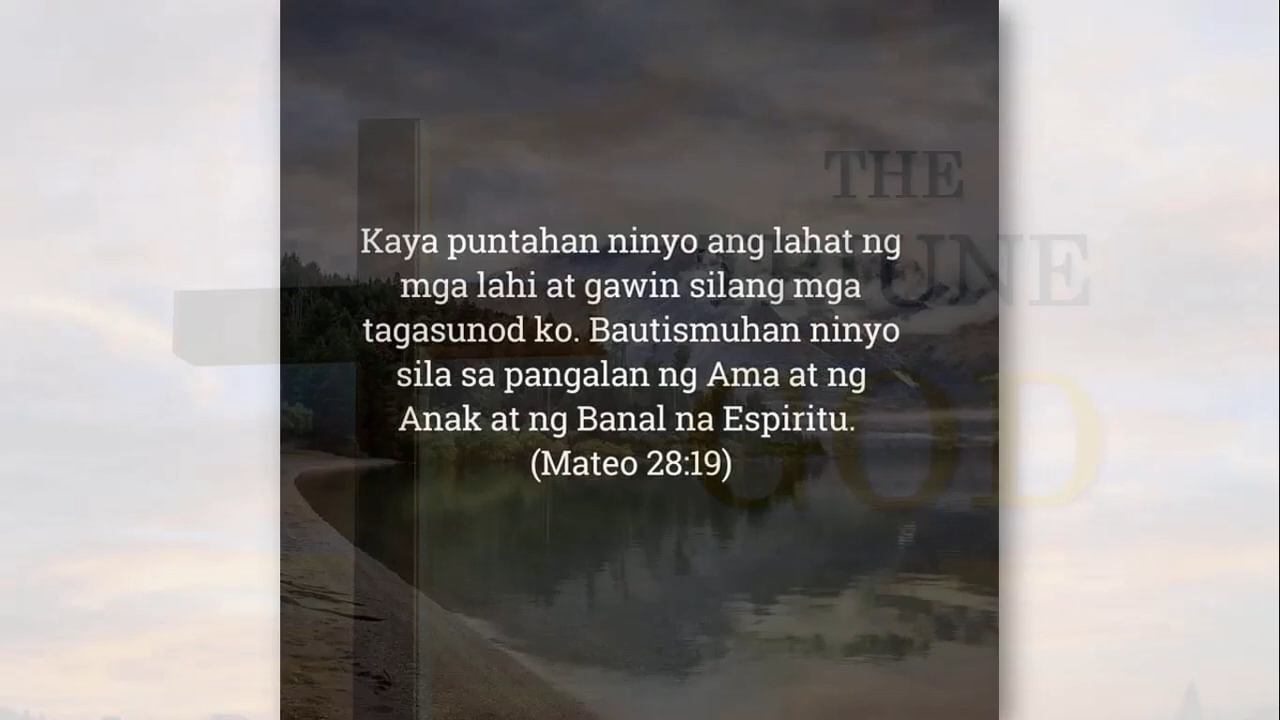 THE
Kaya puntahan ninyo ang lahat ng
mga lahi at gawin silang mga
tagasunod ko. Bautismuhan ninyo
sila sa pangalan ng Ama at ng
Anak at ng Banal na Espiritu.
(Mateo 28:19)
GOD